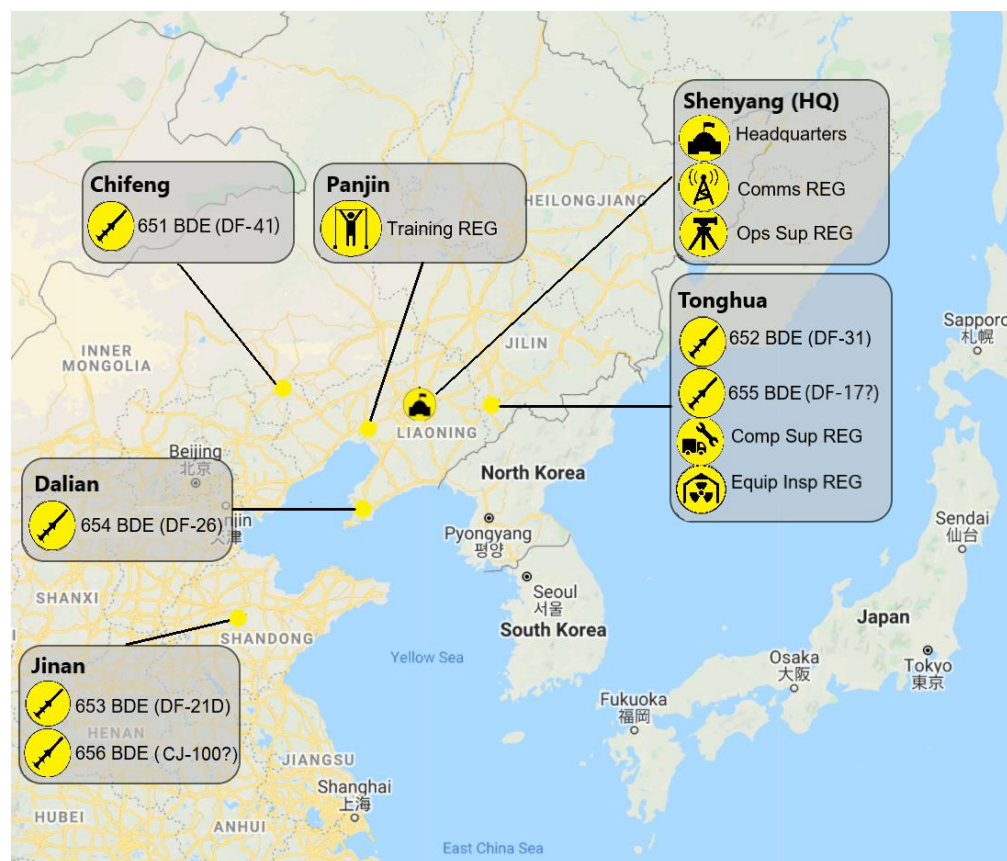 Shenyang (HQ)
Headquarters
Comms REG
Ops Sup REG
Chifeng
651 BDE (DF-41)
Panjin
Training REG
HEILONGJIANG
Tonghua
652 BDE (DF-31)
655 BDE (DF-17?)
Comp Sup REG
Equip Insp REG
Sapporo
札幌
JILIN
INNER
MONGOLIA
LIAONING
Beijing
北京
North Korea
Dalian
654 BDE (DF-26)
Pyongyang
평양
Sendai
仙台
SHANXI
Seoul
서울
South Korea
SHANDONG
Japan
Yellow Sea
Osaka
大阪
Tokyo
東京
Jinan
653 BDE (DF-21D)
656 BDE (CJ-100?)
Fukuoka
福岡
HENAN
JIANGSU
Shanghai
上海
HUBEI
ANHUI
East China Sea